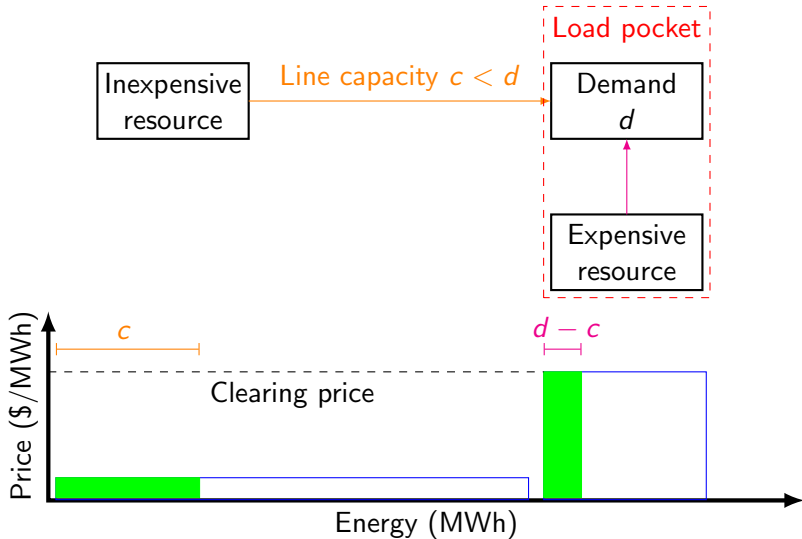 Load pocket
Inexpensive
resource
Line capacity c < d
Demand
d
Expensive
resource
c
d − c
Clearing price
Price ($/MWh)
Energy (MWh)